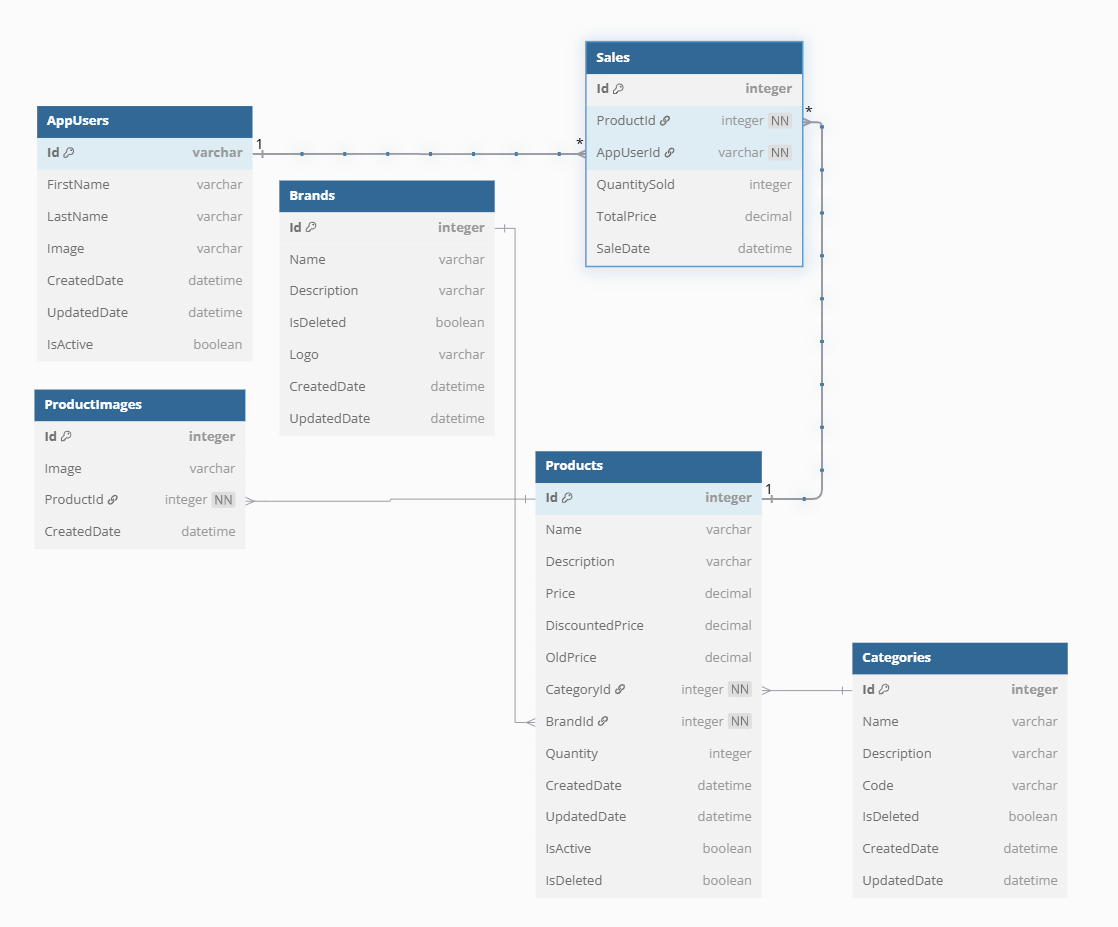 Sales
Id integer
ProductId integer NN
AppUserId varchar NN
QuantitySold integer
TotalPrice decimal
SaleDate datetime
*
*
1
AppUsers
Id varchar
FirstName varchar
LastName varchar
Image varchar
CreatedDate datetime
UpdatedDate datetime
IsActive boolean
Brands
Id integer
Name varchar
Description varchar
IsDeleted boolean
Logo varchar
CreatedDate datetime
UpdatedDate datetime
ProductImages
Id integer
Image varchar
ProductId integer NN
CreatedDate datetime
Products
Id integer
1
Name varchar
Description varchar
Price decimal
DiscountedPrice decimal
OldPrice decimal
CategoryId integer NN
BrandId integer NN
Quantity integer
CreatedDate datetime
UpdatedDate datetime
IsActive boolean
IsDeleted boolean
Categories
Id integer
Name varchar
Description varchar
Code varchar
IsDeleted boolean
CreatedDate datetime
UpdatedDate datetime